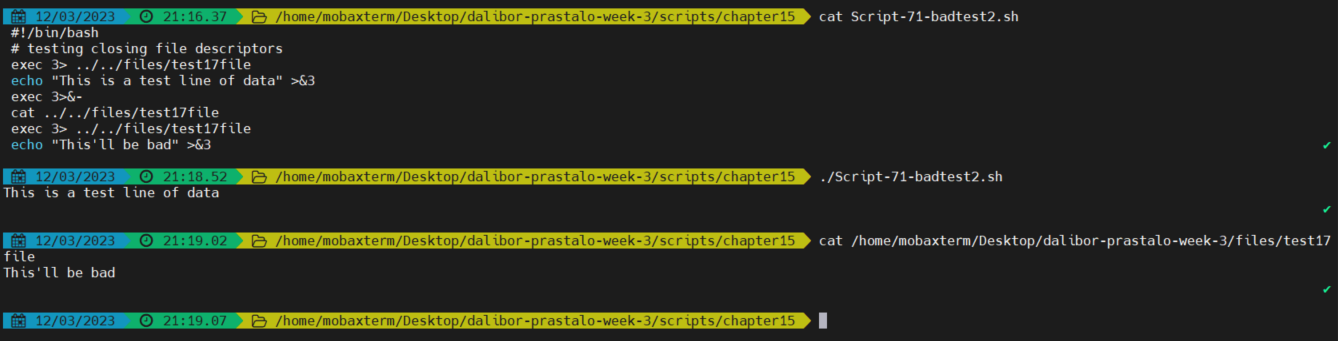 12/03/2023 21:16.37 /home/mobaxterm/Desktop/dalibor-prastalo-week-3/scripts/chapter15 cat Script-71-badtest2.sh
#!/bin/bash
# testing closing file descriptors
exec 3> ../../files/test17file
echo "This is a test line of data" >&3
exec 3>&-
cat ../../files/test17file
exec 3> ../../files/test17file
echo "This'll be bad" >&3
12/03/2023 21:18.52 /home/mobaxterm/Desktop/dalibor-prastalo-week-3/scripts/chapter15 ./Script-71-badtest2.sh
This is a test line of data
12/03/2023 21:19.02 /home/mobaxterm/Desktop/dalibor-prastalo-week-3/scripts/chapter15 cat /home/mobaxterm/Desktop/dalibor-prastalo-week-3/files/test17
file
This'll be bad
12/03/2023 21:19.07 /home/mobaxterm/Desktop/dalibor-prastalo-week-3/scripts/chapter15